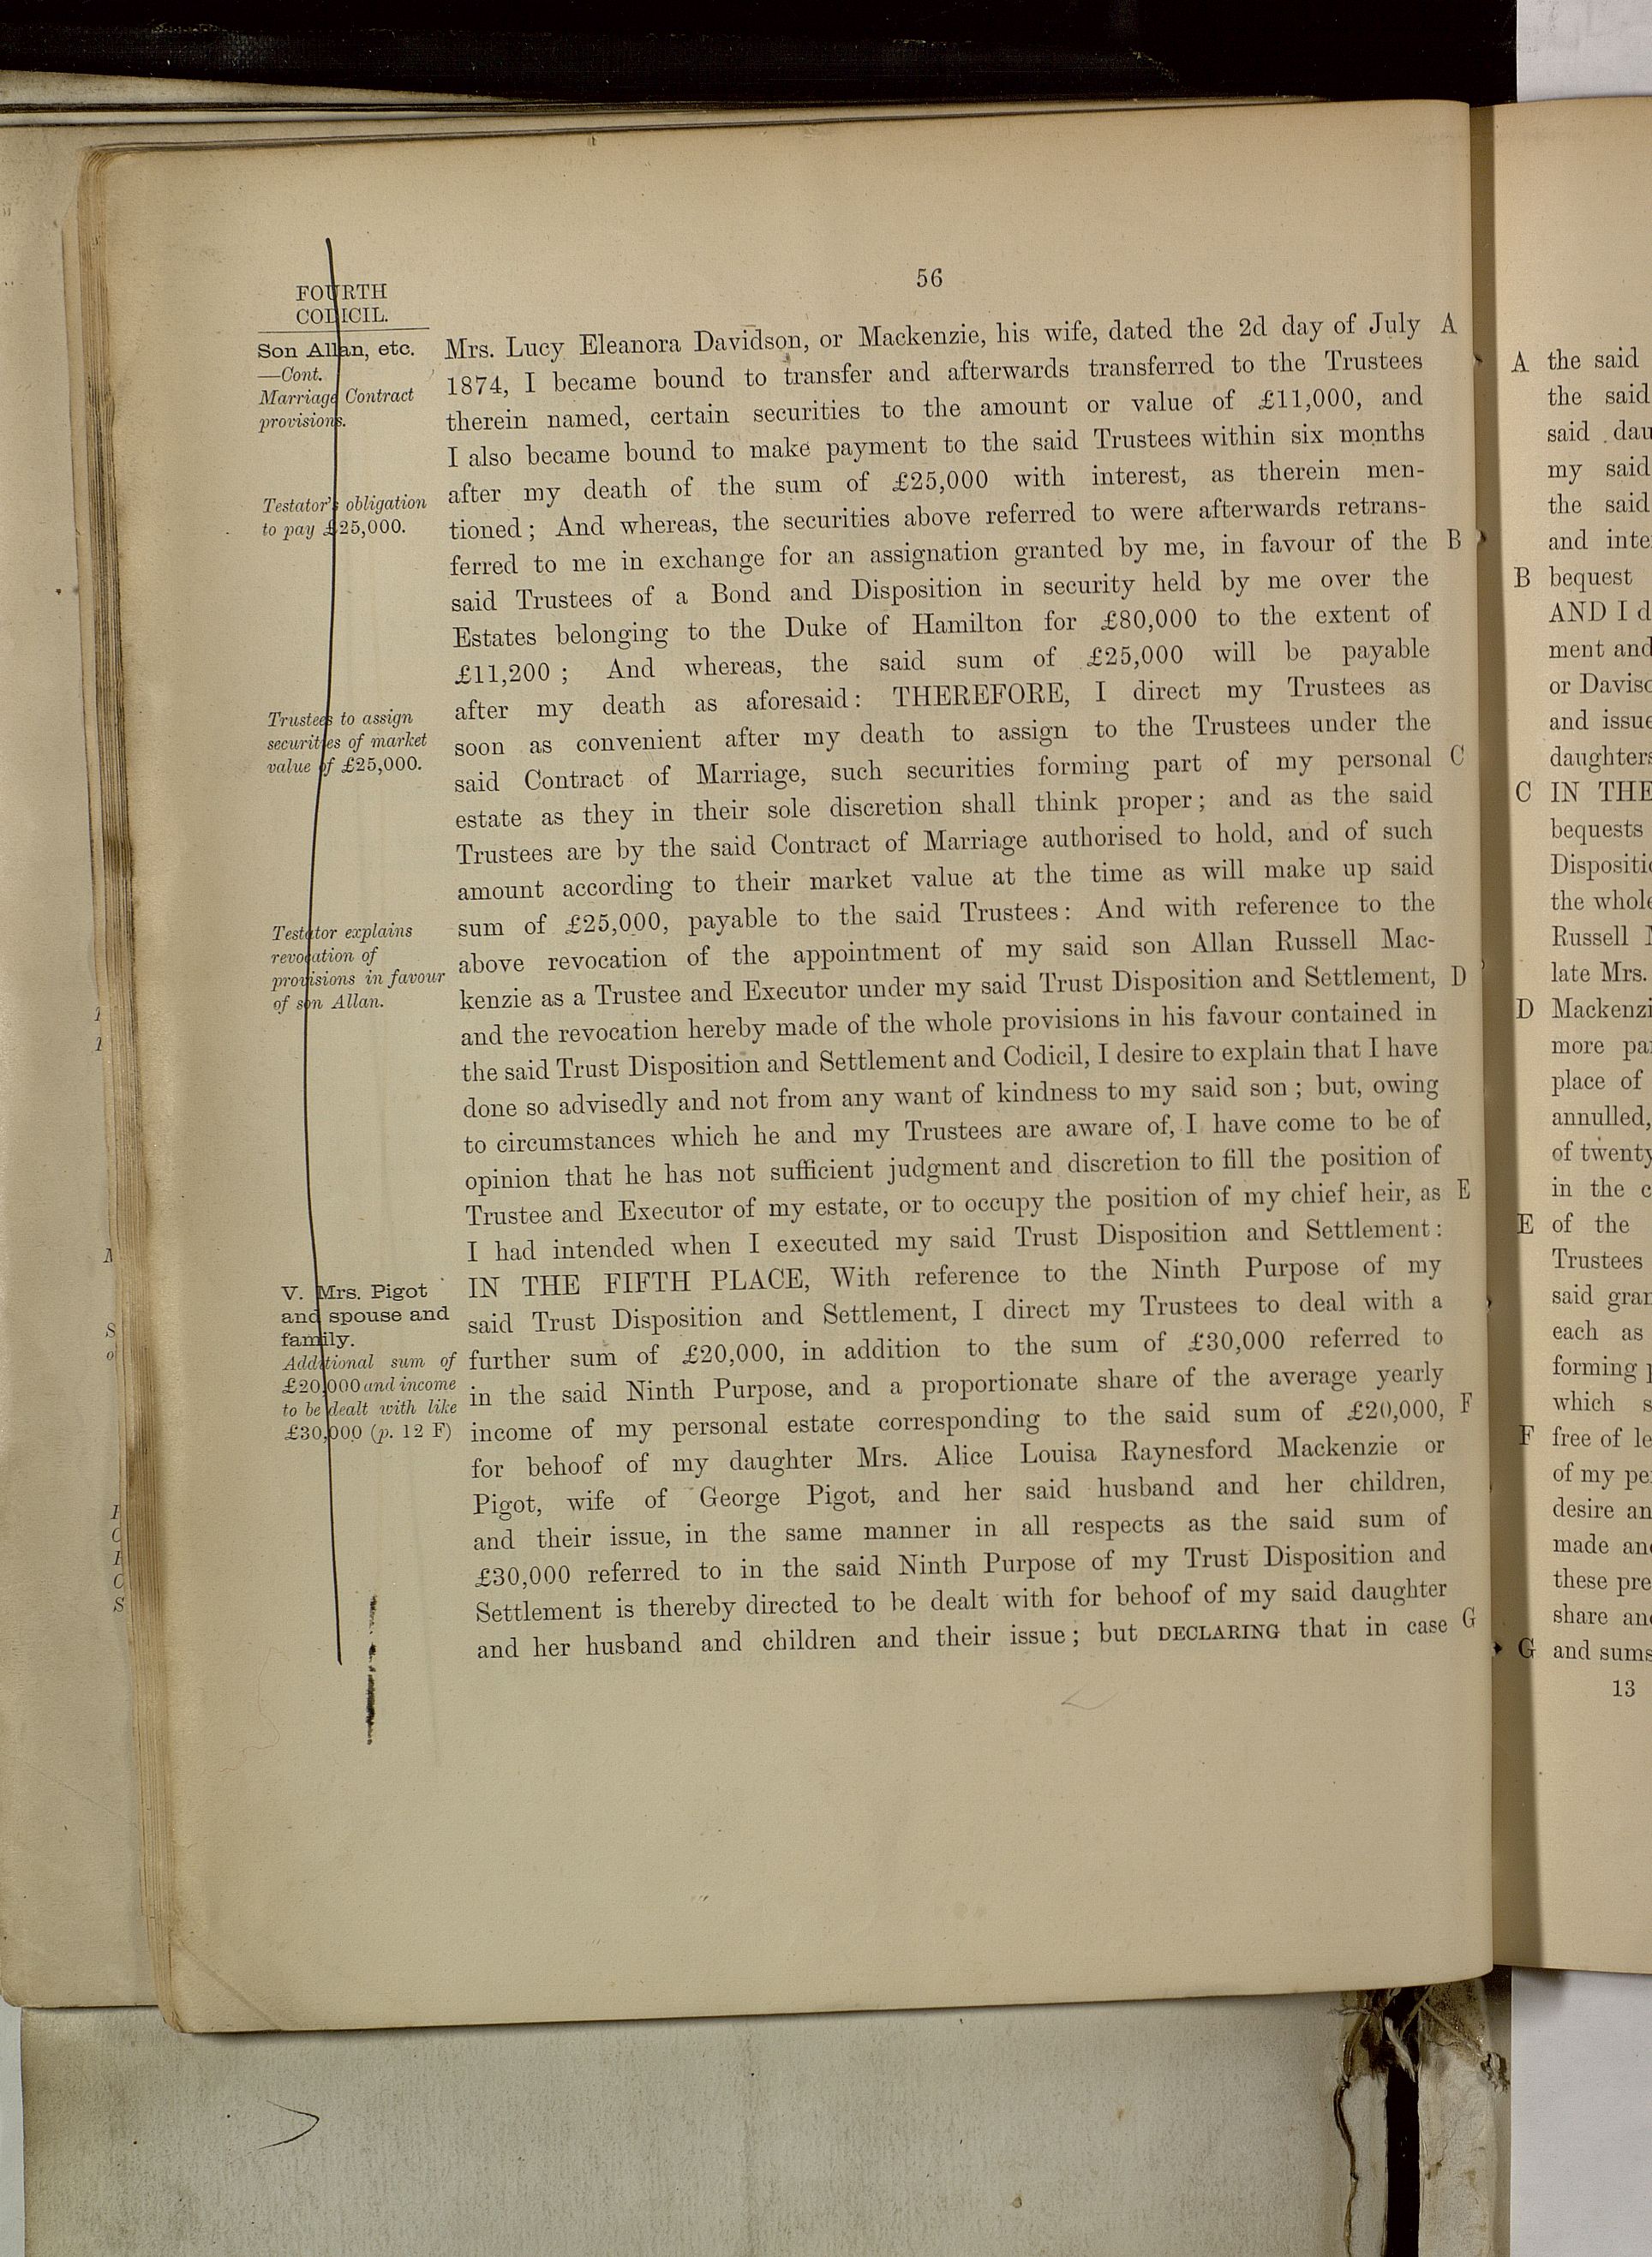 56
FOURTH
CODICIL.
Son Allan, etc.
—Cont.
Marriage Contract
provisions.
Testator's obligation
to pay £25,000.
Trustees to assign
securities of market
value of £25,000.
Testator explains
revocation of
provisions in favour
of son Allan.
V. Mrs. Pigot
and spouse and
family.
Additional sum of
£20,000 and income
to be dealt with like
£30,000 (p. 12 F)
Mrs. Lucy Eleanora Davidson, or Mackenzie, his wife, dated the 2d day of July A
1874, I became bound to transfer and afterwards transferred to the Trustees
therein named, certain securities to the amount or value of £11,000, and
I also became bound to make payment to the said Trustees within six months
after my death of the sum of £25,000 with interest, as therein men-
tioned; And whereas, the securities above referred to were afterwards retrans-
ferred to me in exchange for an assignation granted by me, in favour of the B
said Trustees of a Bond and Disposition in security held by me over the
Estates belonging to the Duke of Hamilton for £80,000 to the extent of
£11,200; And whereas, the said sum of £25,000 will be payable
after my death as aforesaid: THEREFORE, I direct my Trustees as
soon as convenient after my death to assign to the Trustees under the
said Contract of Marriage, such securities forming part of my personal C
estate as they in their sole discretion shall think proper; and as the said
Trustees are by the said Contract of Marriage authorised to hold, and of such
amount according to their market value at the time as will make up said
sum of £25,000, payable to the said Trustees: And with reference to the
above revocation of the appointment of my said son Allan Russell Mac-
kenzie as a Trustee and Executor under my said Trust Disposition and Settlement, D
and the revocation hereby made of the whole provisions in his favour contained in
the said Trust Disposition and Settlement and Codicil, I desire to explain that I have
done so advisedly and not from any want of kindness to my said son; but, owing
to circumstances which he and my Trustees are aware of, I have come to be of
opinion that he has not sufficient judgment and discretion to fill the position of
Trustee and Executor of my estate, or to occupy the position of my chief heir, as E
I had intended when I executed my said Trust Disposition and Settlement:
IN THE FIFTH PLACE, With reference to the Ninth Purpose of my
said Trust Disposition and Settlement, I direct my Trustees to deal with a
further sum of £20,000, in addition to the sum of £30,000 referred to
in the said Ninth Purpose, and a proportionate share of the average yearly
income of my personal estate corresponding to the said sum of £20,000, F
for behoof of my daughter Mrs. Alice Louisa Raynesford Mackenzie or
Pigot, wife of George Pigot, and her said husband and her children,
and their issue, in the same manner in all respects as the said sum of
£30,000 referred to in the said Ninth Purpose of my Trust Disposition and
Settlement is thereby directed to be dealt with for behoof of my said daughter
and her husband and children and their issue; but DECLARING that in case G
A the said
the said
said
my said
the said
and
B bequest
AND I
ment and
or
and issue
daughters
C IN THE
bequests
the whole
Russell
late Mrs.
D
more
place of
annulled,
of twenty
in the
E of the
Trustees
said
each as
forming
which
F free of
of my
desire
made
these
share
G and sums
13